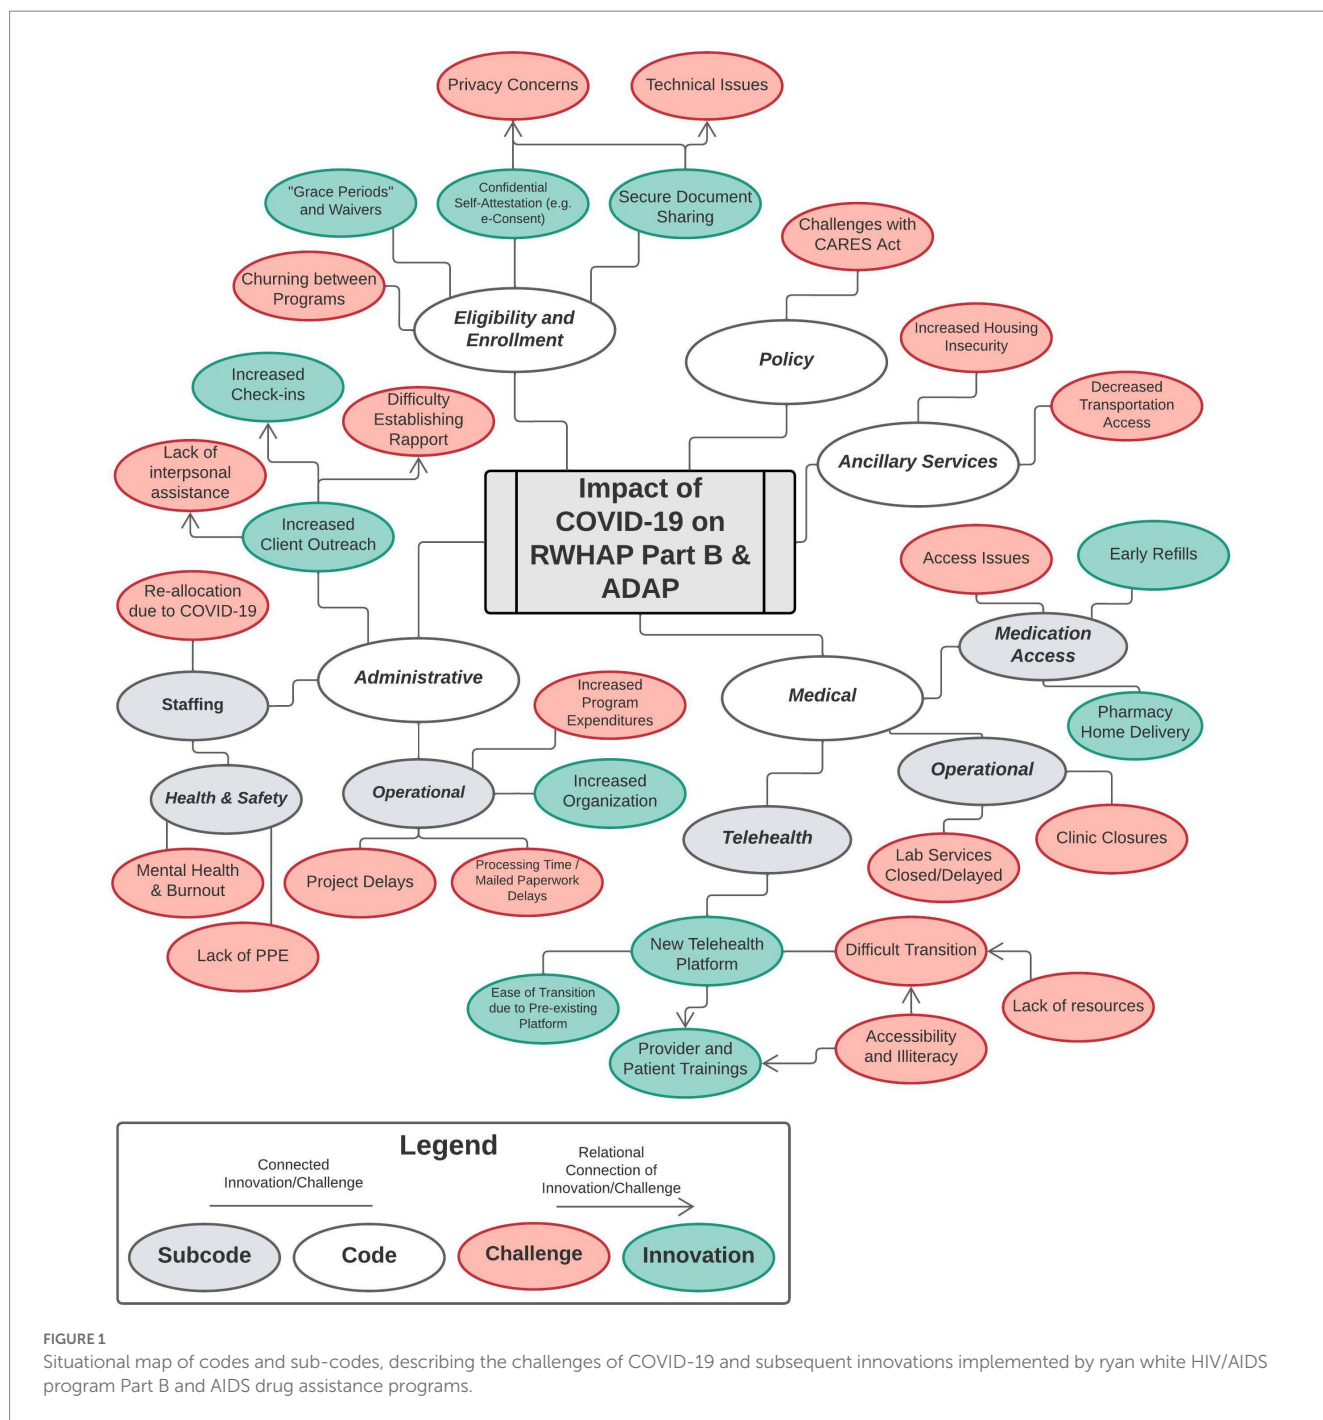 Privacy Concerns
Technical Issues
"Grace Periods"
and Waivers
Confidential
Self-Attestation (e.g.
e-Consent)
Secure Document
Sharing
Challenges with
CARES Act
Churning between
Programs
Eligibility and
Enrollment
Policy
Increased Housing
Insecurity
Decreased
Transportation
Access
Ancillary Services
Increased
Check-ins
Difficulty
Establishing
Rapport
Lack of
interpsonal
assistance
Increased
Client Outreach
Impact of
COVID-19 on
RWHAP Part B &
ADAP
Access Issues
Early Refills
Medication
Access
Pharmacy
Home Delivery
Re-allocation
due to COVID-19
Administrative
Staffing
Medical
Increased
Program
Expenditures
Operational
Increased
Organization
Operational
Health & Safety
Telehealth
Clinic Closures
Lab Services
Closed/Delayed
Mental Health
& Burnout
Project Delays
Processing Time /
Mailed Paperwork
Delays
Lack of PPE
New Telehealth
Platform
Difficult Transition
Ease of Transition
due to Pre-existing
Platform
Lack of resources
Provider and
Patient Trainings
Accessibility
and Illiteracy
Legend
Connected
Innovation/Challenge
Relational
Connection of
Innovation/Challenge
Subcode
Code
Challenge
Innovation
FIGURE 1
Situational map of codes and sub-codes, describing the challenges of COVID-19 and subsequent innovations implemented by ryan white HIV/AIDS
program Part B and AIDS drug assistance programs.